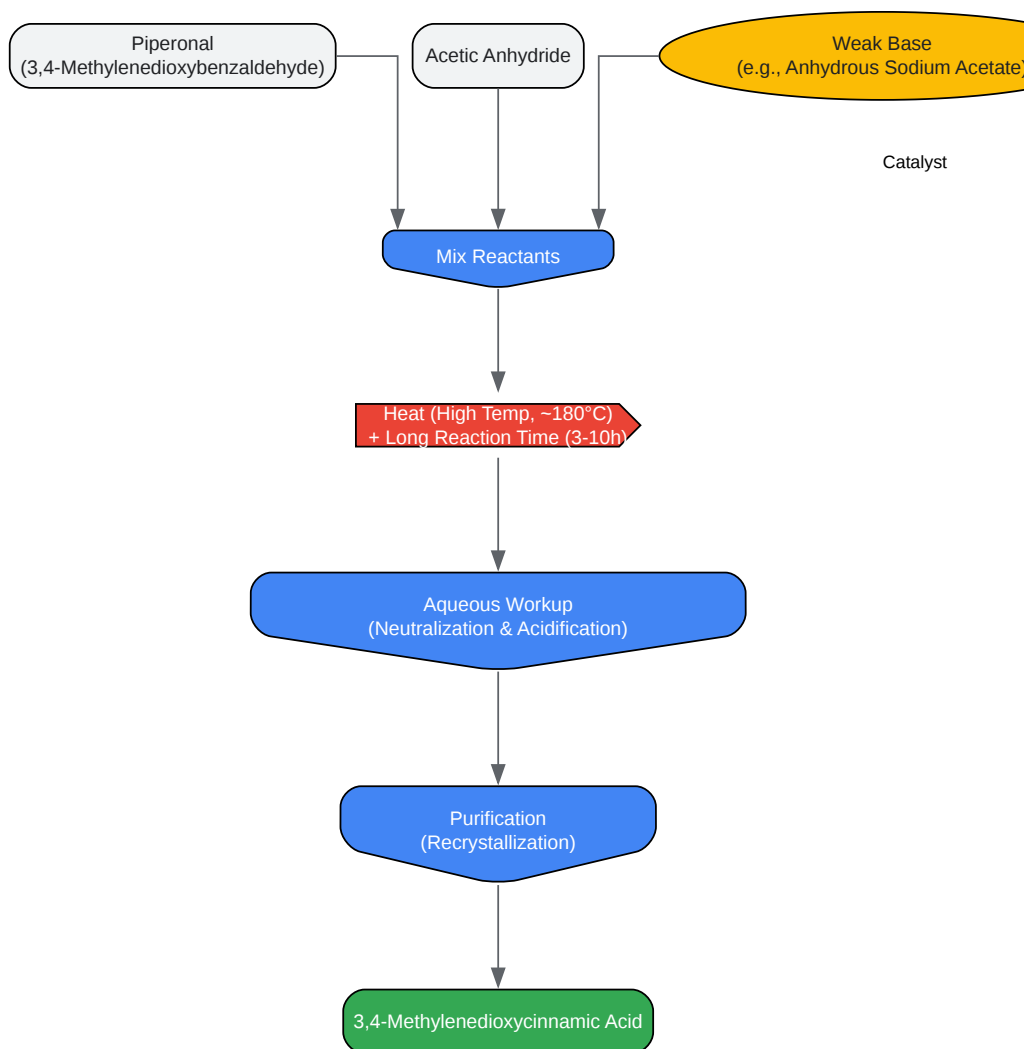 Piperonal
(3,4-Methylenedioxybenzaldehyde)
Acetic Anhydride
Weak Base
(e.g., Anhydrous Sodium Acetate)
Catalyst
Mix Reactants
Heat (High Temp, ~180°C)
+ Long Reaction Time (3-10h)
Aqueous Workup
(Neutralization & Acidification)
Purification
(Recrystallization)
3,4-Methylenedioxycinnamic Acid